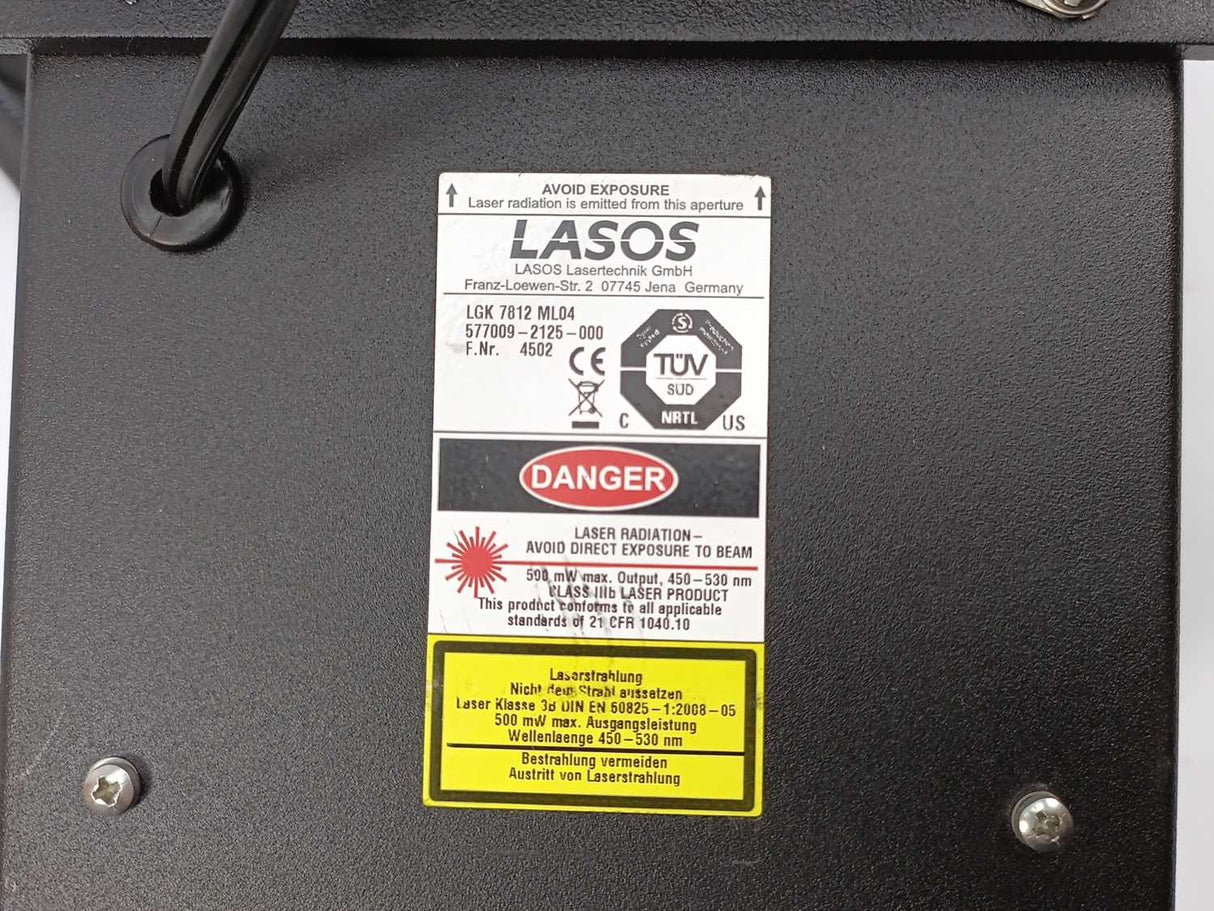 AVOID EXPOSURE
Laser radiation is emitted from this aperture
LASOS
LASOS Lasertechnik GmbH
Franz-Loewen-Str. 2 07745 Jena Germany
LGK 7812 ML04
577009-2125-000
F.Nr. 4502
CE
TÜV
SÜD
C NRTL US
DANGER
LASER RADIATION-
AVOID DIRECT EXPOSURE TO BEAM
500 mW max. Output, 450-530 nm
CLASS IIIb LASER PRODUCT
This product conforms to all applicable
standards of 21 CFR 1040.10
Laserstrahlung
Nicht dem Strahl aussetzen
Laser Klasse 3B DIN EN 60825-1:2008-05
500 mW max. Ausgangsleistung
Wellenlaenge 450-530 nm
Bestrahlung vermeiden
Austritt von Laserstrahlung